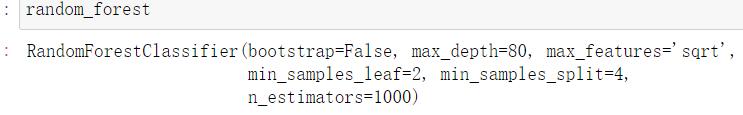 : random_forest
: RandomForestClassifier(bootstrap=False, max_depth=80, max_features='sqrt',
min_samples_leaf=2, min_samples_split=4,
n_estimators=1000)